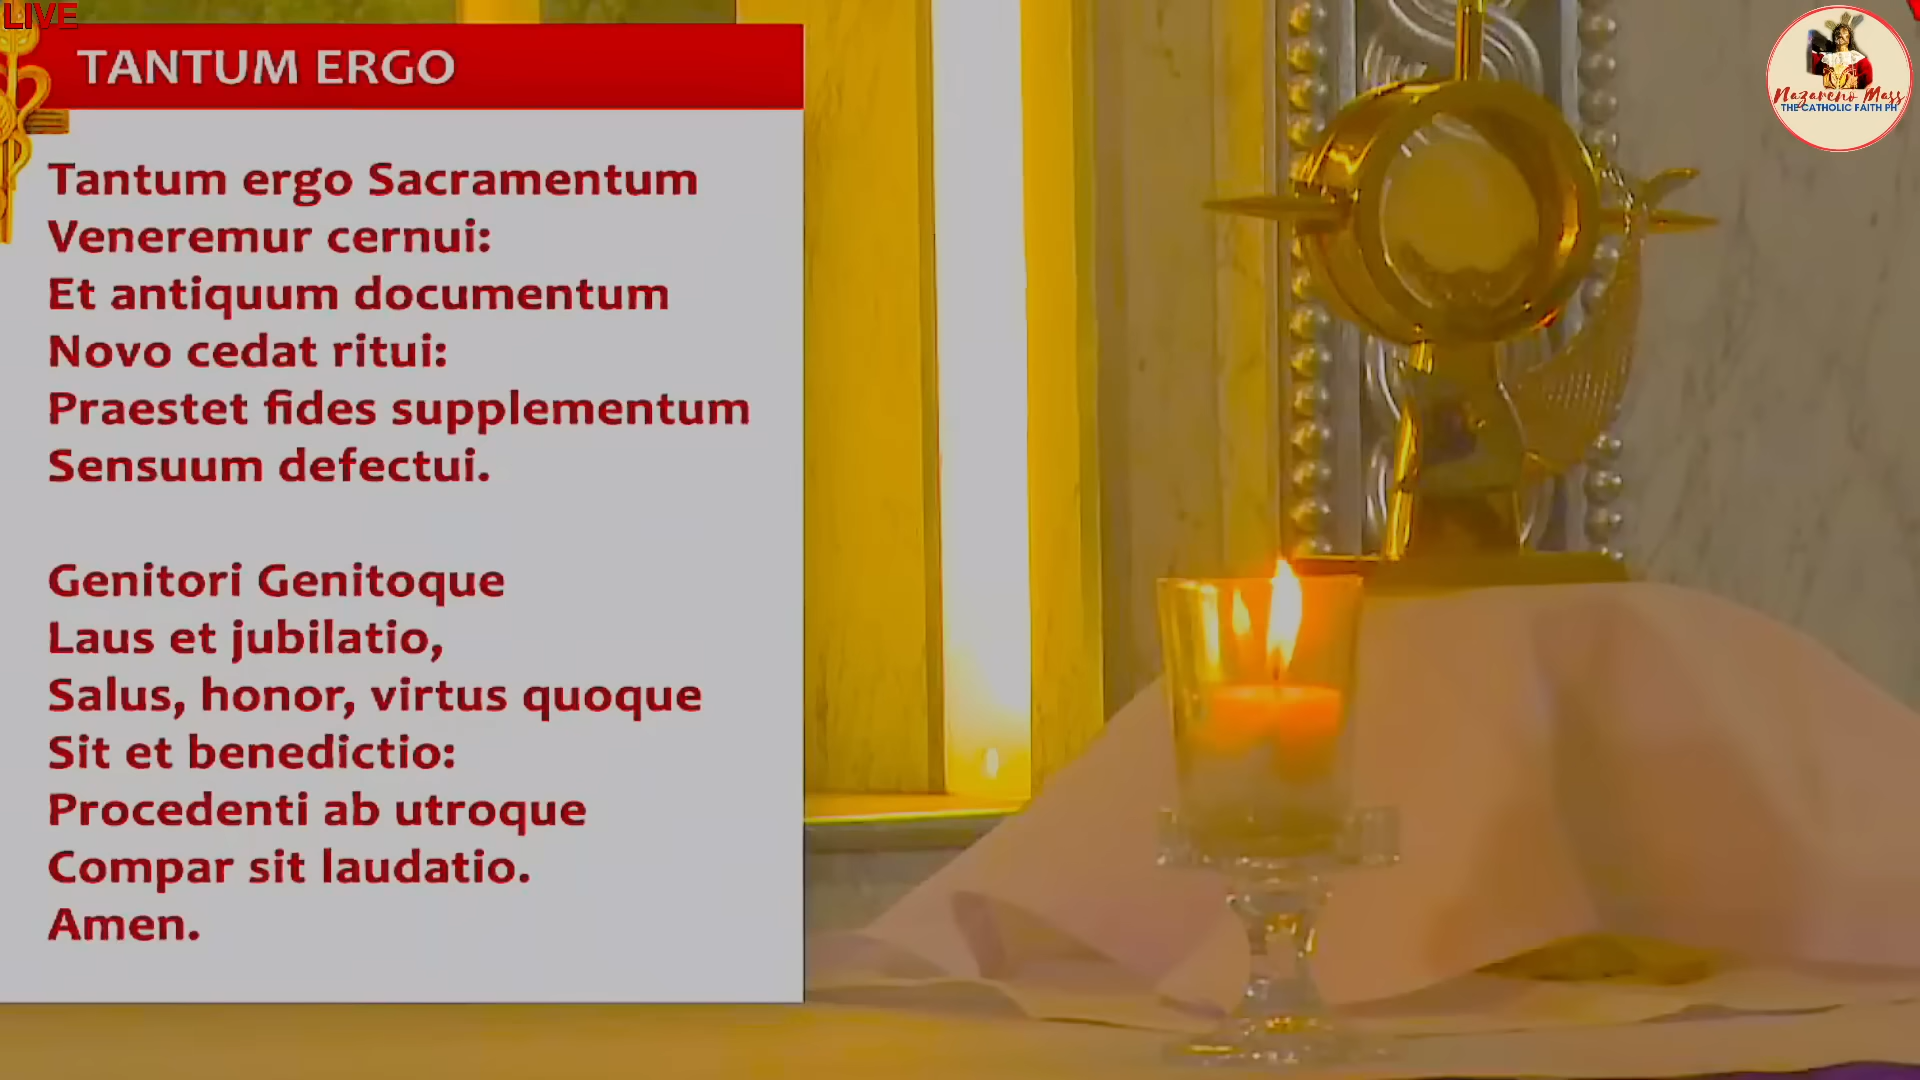 LIVE
TANTUM ERGO
Tantum ergo Sacramentum
Veneremur cernui:
Et antiquum documentum
Novo cedat ritui:
Praestet fides supplementum
Sensuum defectui.
Genitori Genitoque
Laus et jubilatio,
Salus, honor, virtus quoque
Sit et benedictio:
Procedenti ab utroque
Compar sit laudatio.
Amen.
Nazareno Mass
THE CATHOLIC FAITH PH